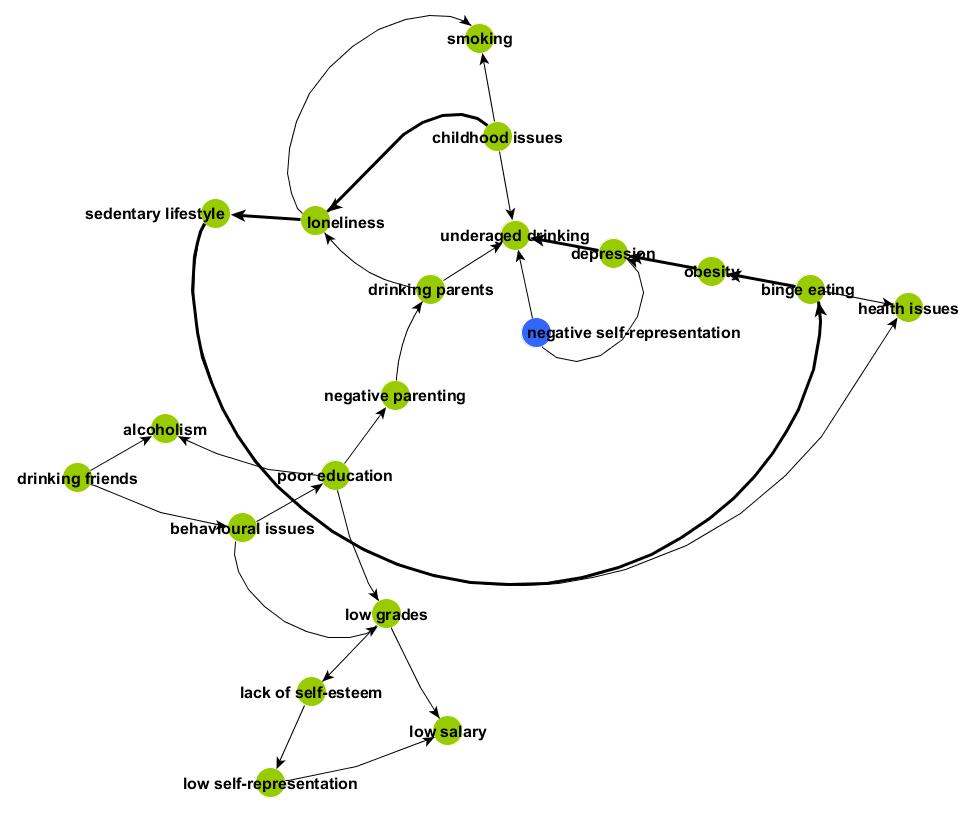 smoking
childhood issues
sedentary lifestyle
loneliness
underaged drinking
depression
obesity
drinking parents
binge eating
health issues
negative self-representation
negative parenting
alcoholism
drinking friends
poor education
behavioural issues
low grades
lack of self-esteem
low salary
low self-representation